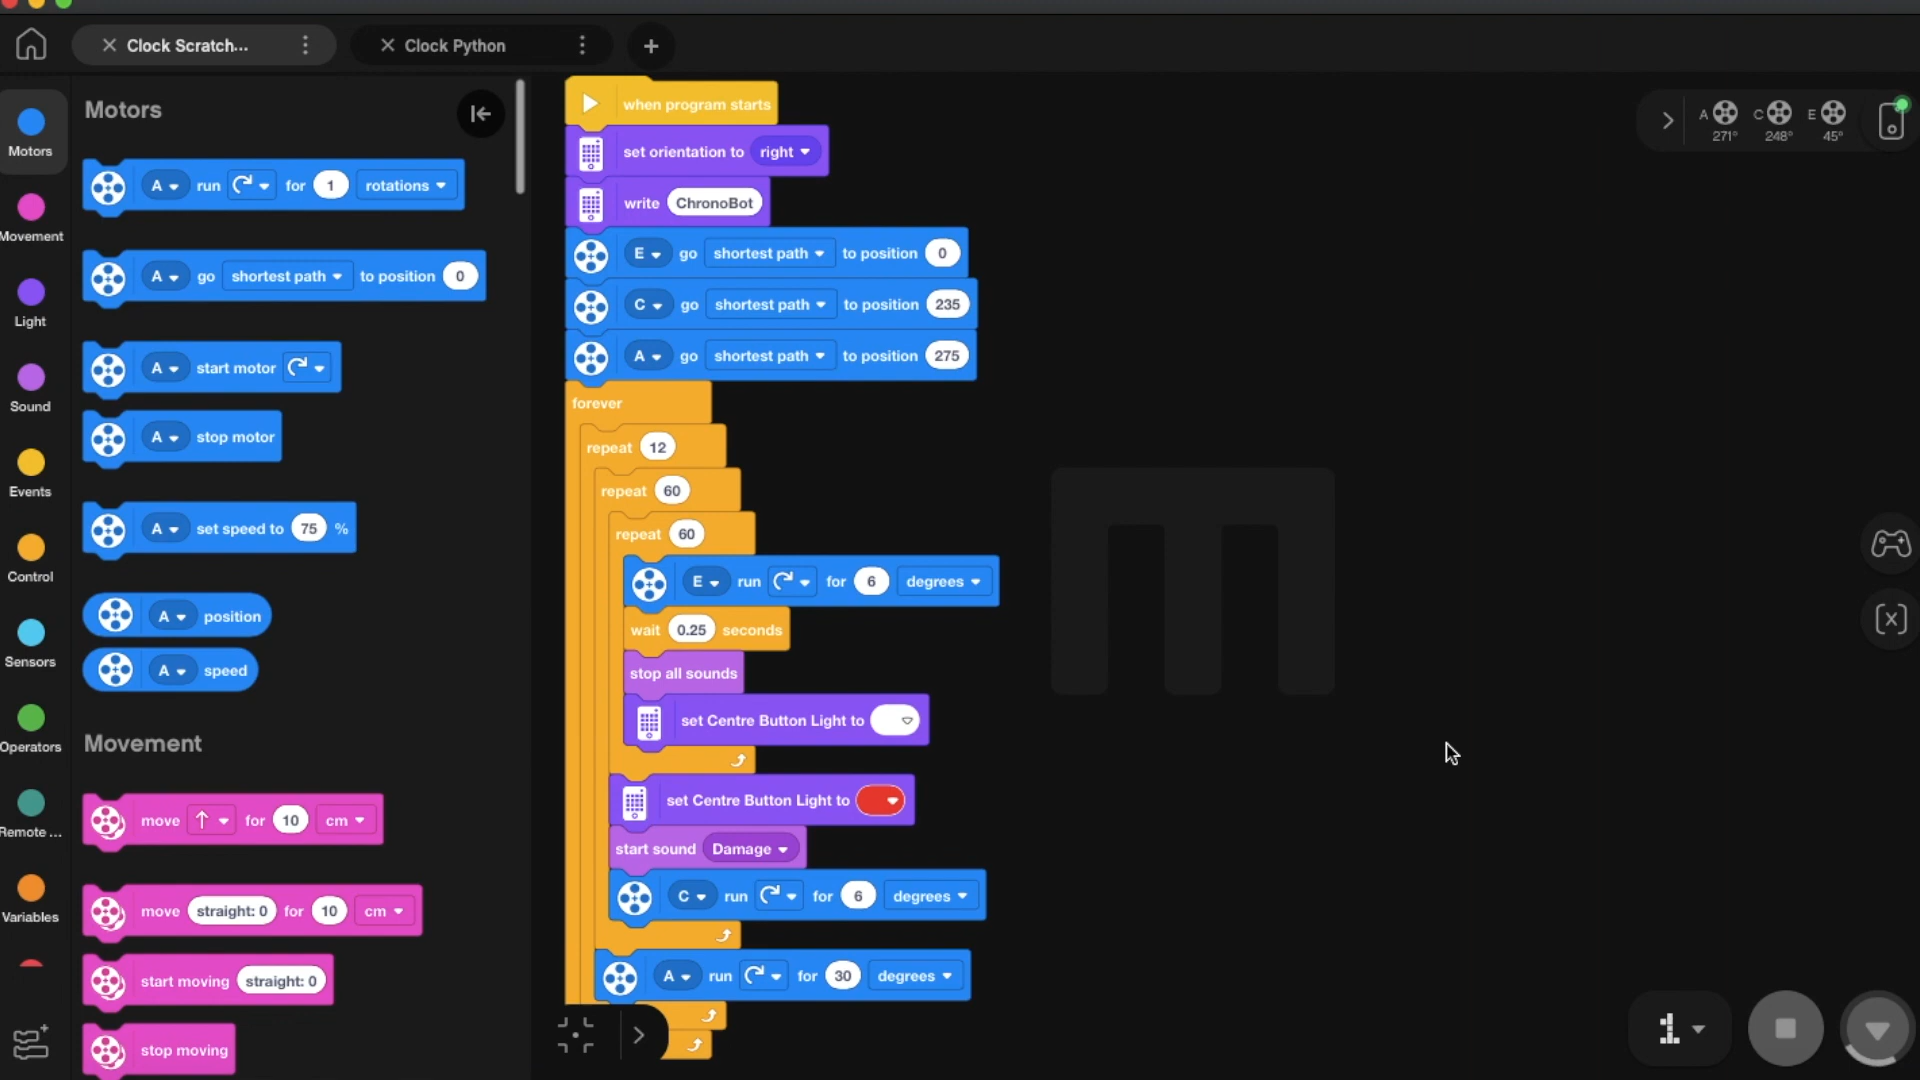 Clock Scratch...
Clock Python
Motors
Movement
Light
Sound
Events
Control
Sensors
Operators
Remote ...
Variables
Motors
A run for 1 rotations
A go shortest path to position 0
A start motor
A stop motor
A set speed to 75 %
A position
A speed
Movement
move for 10 cm
move straight: 0 for 10 cm
start moving straight: 0
stop moving
when program starts
set orientation to right
write ChronoBot
E go shortest path to position 0
C go shortest path to position 235
A go shortest path to position 275
forever
repeat 12
repeat 60
repeat 60
E run for 6 degrees
wait 0.25 seconds
stop all sounds
set Centre Button Light to
set Centre Button Light to
start sound Damage
C run for 6 degrees
A run for 30 degrees
A 271°
C 248°
E 45°